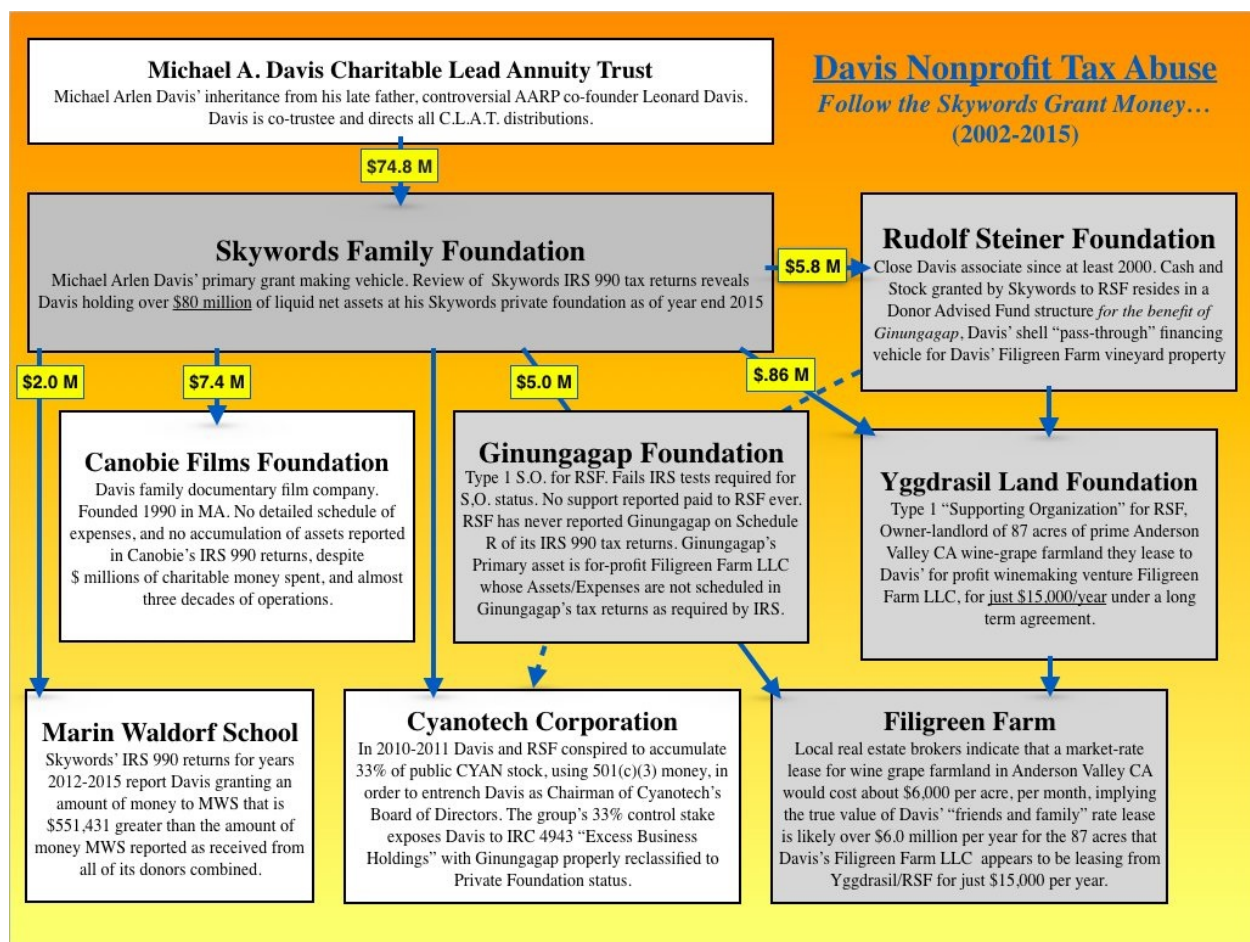 Michael A. Davis Charitable Lead Annuity Trust
Michael Arlen Davis’ inheritance from his late father, controversial AARP co-founder Leonard Davis.
Davis is co-trustee and directs all C.L.A.T. distributions.
Davis Nonprofit Tax Abuse
Follow the Skywords Grant Money…
(2002-2015)
$74.8 M
Skywords Family Foundation
Michael Arlen Davis’ primary grant making vehicle. Review of Skywords IRS 990 tax returns reveals
Davis holding over $80 million of liquid net assets at his Skywords private foundation as of year end 2015
$5.8 M
Rudolf Steiner Foundation
Close Davis associate since at least 2000. Cash and
Stock granted by Skywords to RSF resides in a
Donor Advised Fund structure for the benefit of
Ginungagap, Davis’ shell “pass-through” financing
vehicle for Davis’ Filigreen Farm vineyard property
$2.0 M
$7.4 M
$5.0 M
$.86 M
Canobie Films Foundation
Davis family documentary film company.
Founded 1990 in MA. No detailed schedule of
expenses, and no accumulation of assets reported
in Canobie’s IRS 990 returns, despite
$ millions of charitable money spent, and almost
three decades of operations.
Ginungagap Foundation
Type 1 S.O. for RSF. Fails IRS tests required for
S,O. status. No support reported paid to RSF ever.
RSF has never reported Ginungagap on Schedule
R of its IRS 990 tax returns. Ginungagap’s
Primary asset is for-profit Filigreen Farm LLC
whose Assets/Expenses are not scheduled in
Ginungagap’s tax returns as required by IRS.
Yggdrasil Land Foundation
Type 1 “Supporting Organization” for RSF,
Owner-landlord of 87 acres of prime Anderson
Valley CA wine-grape farmland they lease to
Davis’ for profit winemaking venture Filigreen
Farm LLC, for just $15,000/year under a long
term agreement.
Marin Waldorf School
Skywords’ IRS 990 returns for years
2012-2015 report Davis granting an
amount of money to MWS that is
$551,431 greater than the amount of
money MWS reported as received from
all of its donors combined.
Cyanotech Corporation
In 2010-2011 Davis and RSF conspired to accumulate
33% of public CYAN stock, using 501(c)(3) money, in
order to entrench Davis as Chairman of Cyanotech’s
Board of Directors. The group’s 33% control stake
exposes Davis to IRC 4943 “Excess Business
Holdings” with Ginungagap properly reclassified to
Private Foundation status.
Filigreen Farm
Local real estate brokers indicate that a market-rate
lease for wine grape farmland in Anderson Valley CA
would cost about $6,000 per acre, per month, implying
the true value of Davis’ “friends and family” rate lease
is likely over $6.0 million per year for the 87 acres that
Davis’s Filigreen Farm LLC appears to be leasing from
Yggdrasil/RSF for just $15,000 per year.